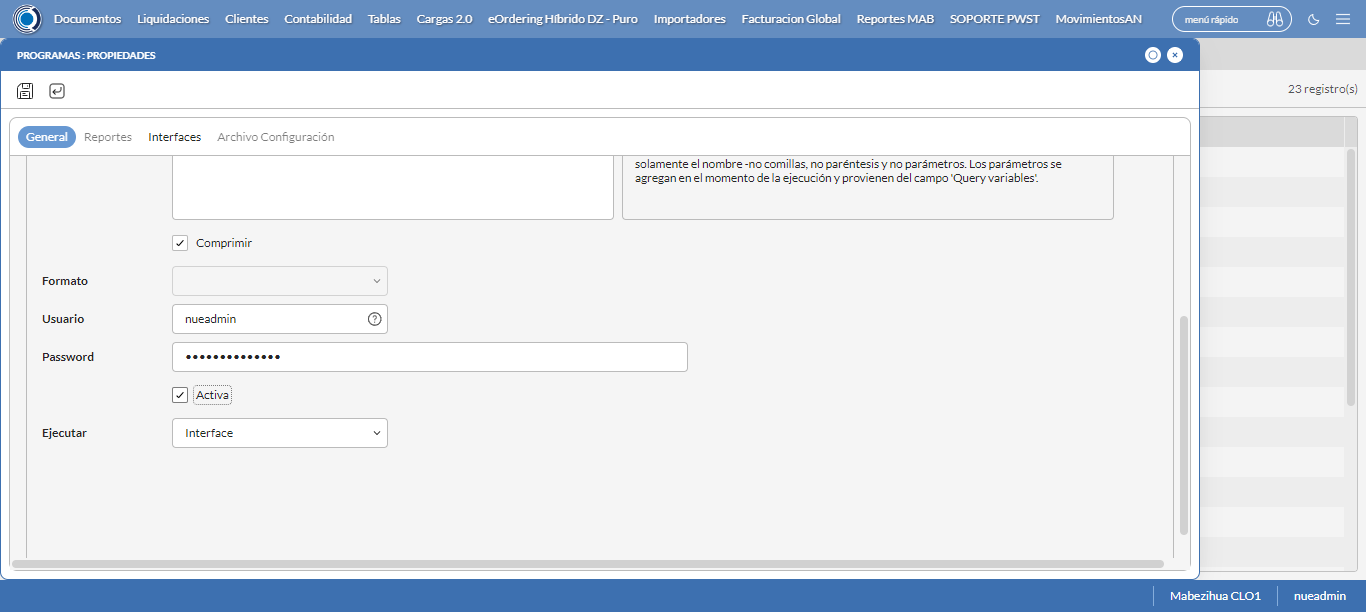 Documentos Liquidaciones Clientes Contabilidad Tablas Cargas 2.0 eOrdering Híbrido DZ - Puro Importadores Facturacion Global Reportes MAB SOPORTE PWST MovimientosAN menú rápido
PROGRAMAS : PROPIEDADES
23 registro(s)
General Reportes Interfaces Archivo Configuración
solamente el nombre -no comillas, no paréntesis y no parámetros. Los parámetros se
agregan en el momento de la ejecución y provienen del campo 'Query variables'.
Comprimir
Formato
Usuario nueadmin
Password ••••••••••••••
Activa
Ejecutar Interface
Mabezihua CLO1 nueadmin